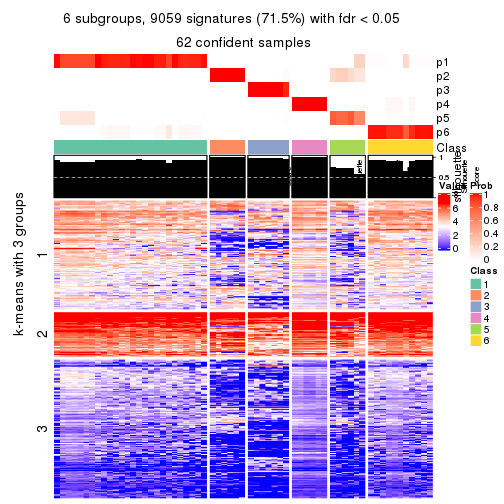 6 subgroups, 9059 signatures (71.5%) with fdr < 0.05
62 confident samples
p1
p2
p3
p4
p5
p6
Class
1
0.5
silhouette
score
Value
6
4
2
0
Prob
1
0.8
0.6
0.4
0.2
0
Class
1
2
3
4
5
6
k-means with 3 groups
1
2
3